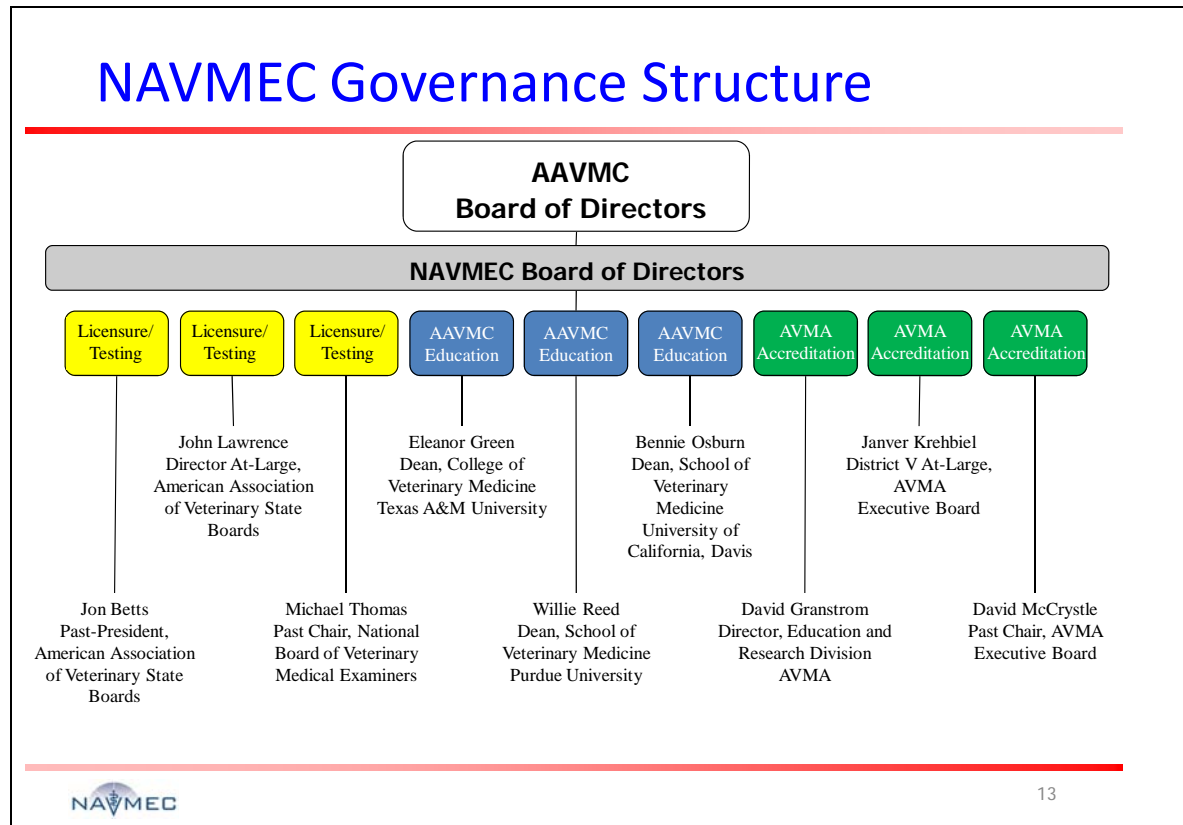 NAVMEC Governance Structure
AAVMC
Board of Directors
NAVMEC Board of Directors
Licensure/
Testing
Licensure/
Testing
Licensure/
Testing
AAVMC
Education
AAVMC
Education
AAVMC
Education
AVMA
Accreditation
AVMA
Accreditation
AVMA
Accreditation
John Lawrence
Director At-Large,
American Association
of Veterinary State
Boards
Eleanor Green
Dean, College of
Veterinary Medicine
Texas A&M University
Bennie Osburn
Dean, School of
Veterinary
Medicine
University of
California, Davis
Janver Krehbiel
District V At-Large,
AVMA
Executive Board
Jon Betts
Past-President,
American Association
of Veterinary State
Boards
Michael Thomas
Past Chair, National
Board of Veterinary
Medical Examiners
Willie Reed
Dean, School of
Veterinary Medicine
Purdue University
David Granstrom
Director, Education and
Research Division
AVMA
David McCrystle
Past Chair, AVMA
Executive Board
NAVMEC
13